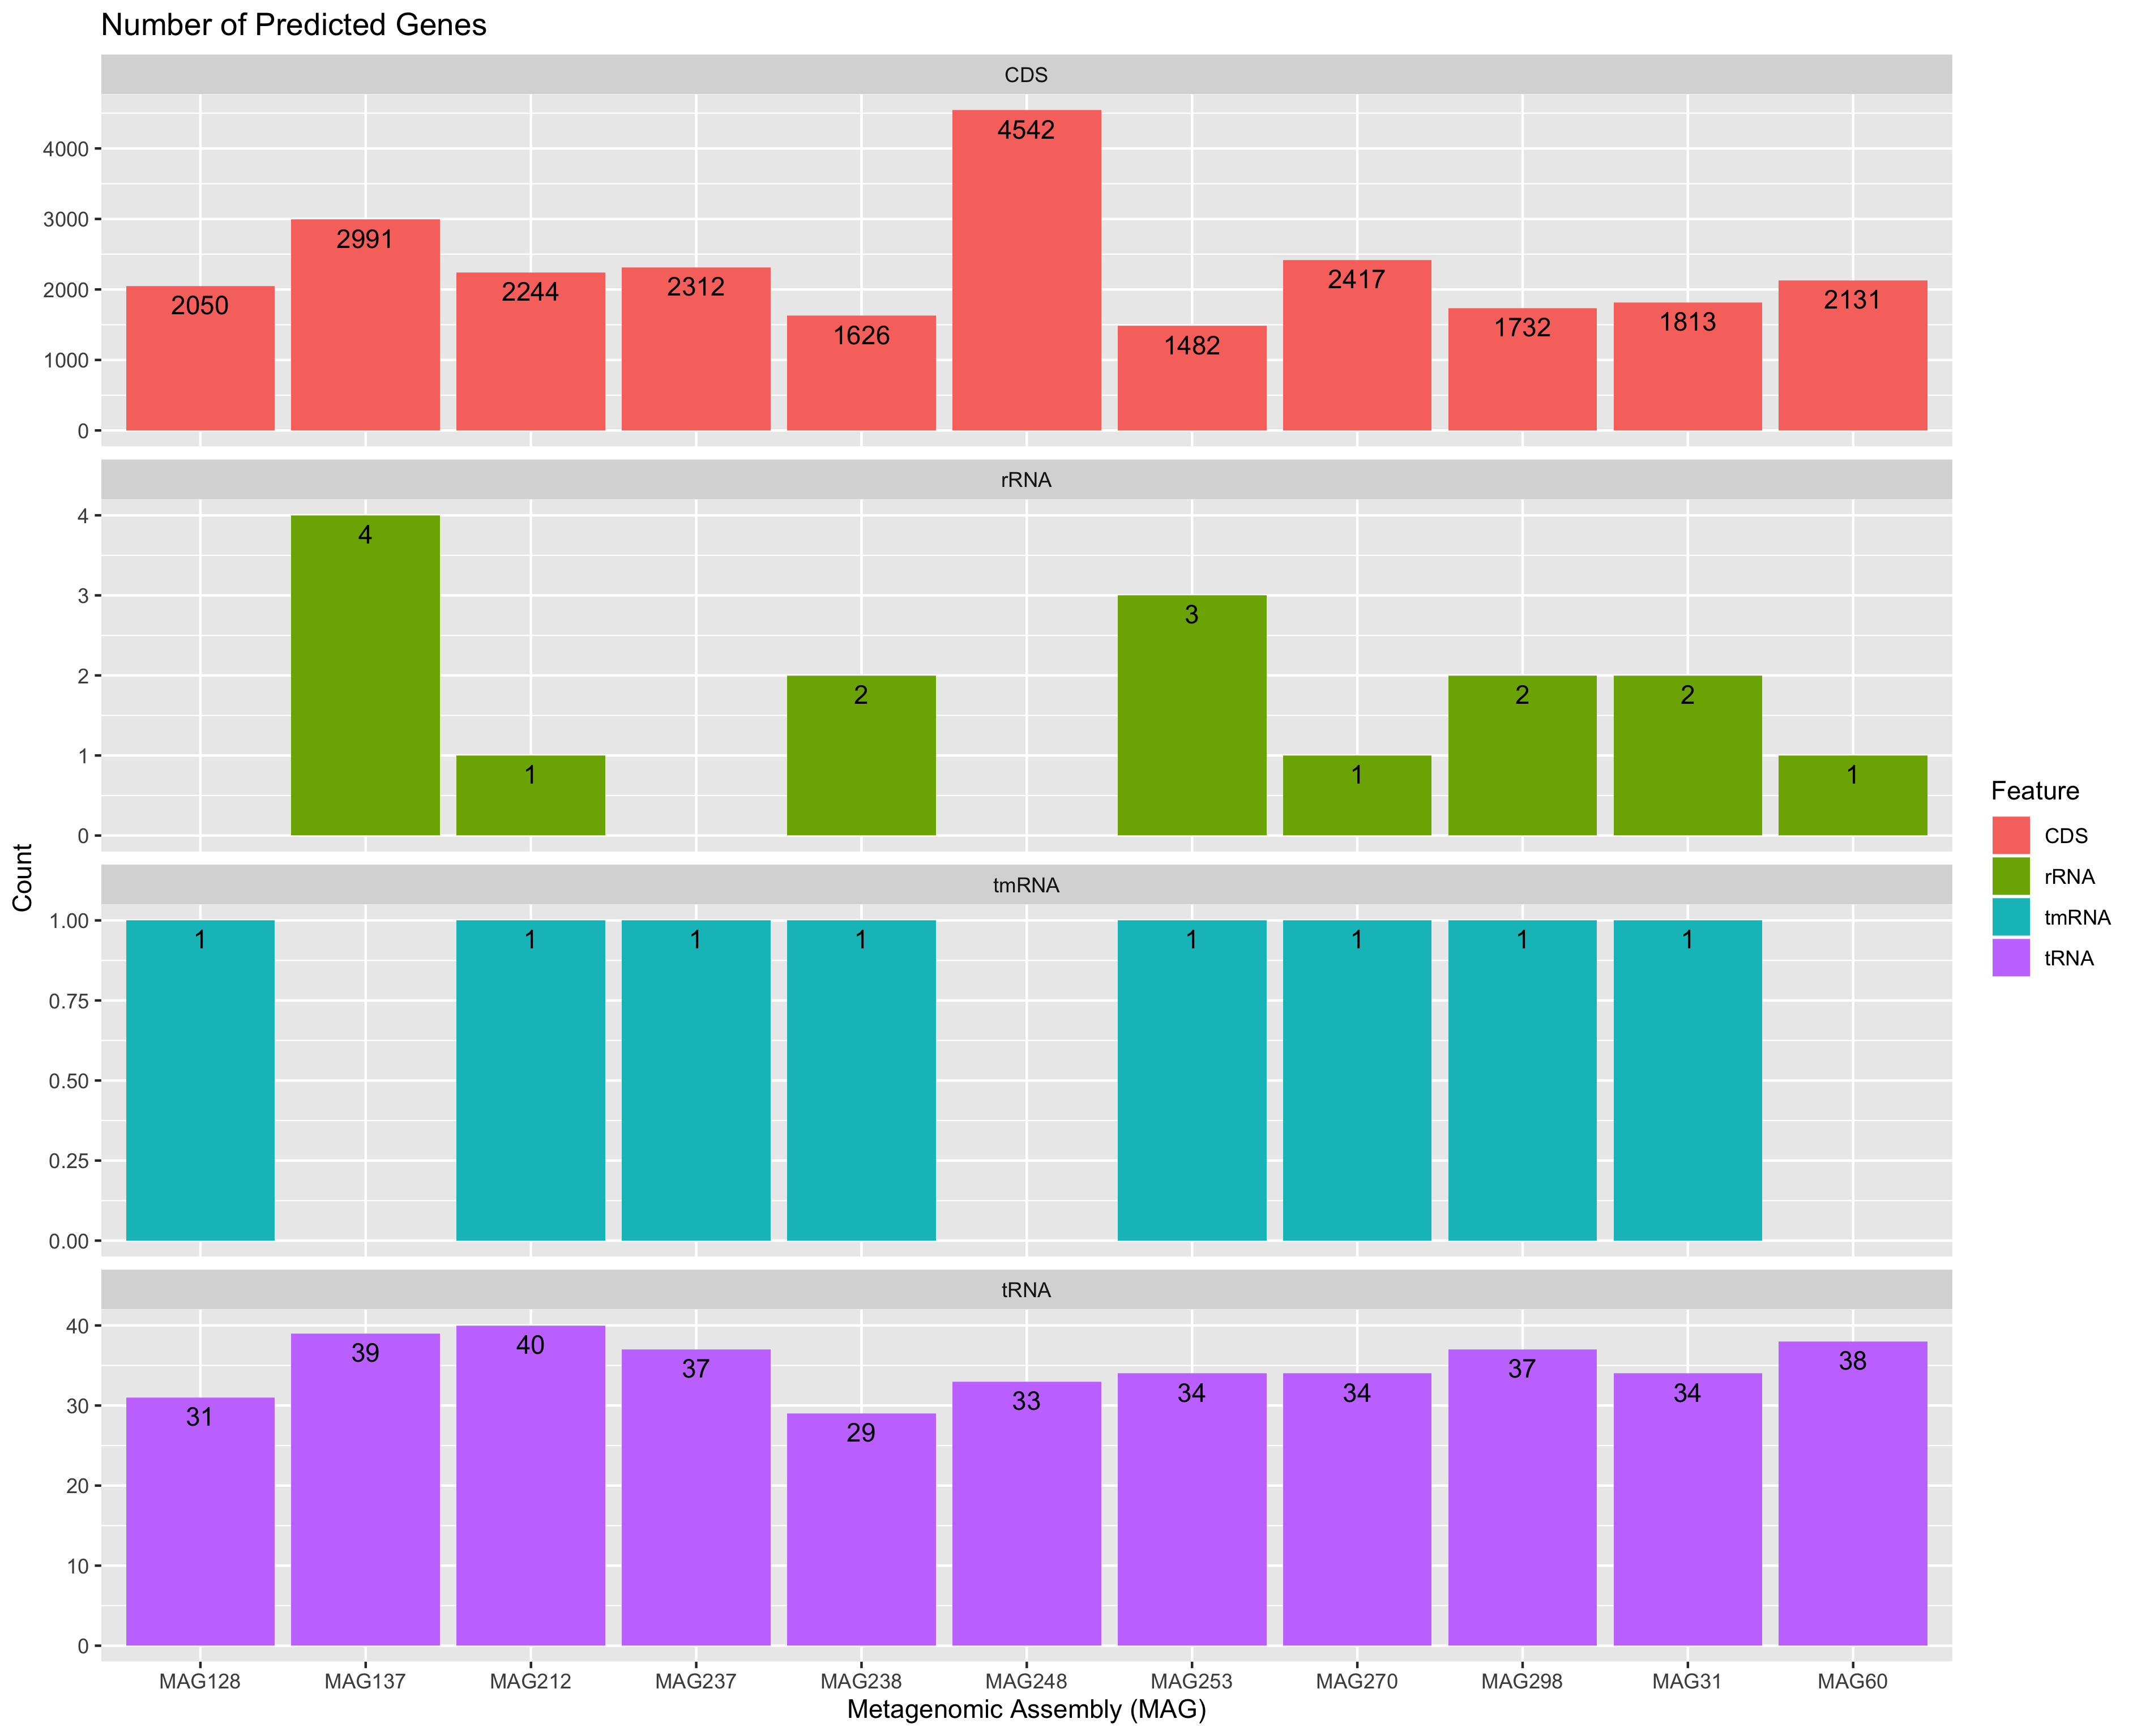 Number of Predicted Genes
CDS
4000
3000
2000
1000
0
2050
2991
2244
2312
1626
4542
1482
2417
1732
1813
2131
rRNA
4
3
2
1
0
4
1
2
3
1
2
2
1
tmRNA
1.00
0.75
0.50
0.25
0.00
1
1
1
1
1
1
1
1
tRNA
40
30
20
10
0
31
39
40
37
29
33
34
34
37
34
38
MAG128
MAG137
MAG212
MAG237
MAG238
MAG248
MAG253
MAG270
MAG298
MAG31
MAG60
Metagenomic Assembly (MAG)
Count
Feature
CDS
rRNA
tmRNA
tRNA